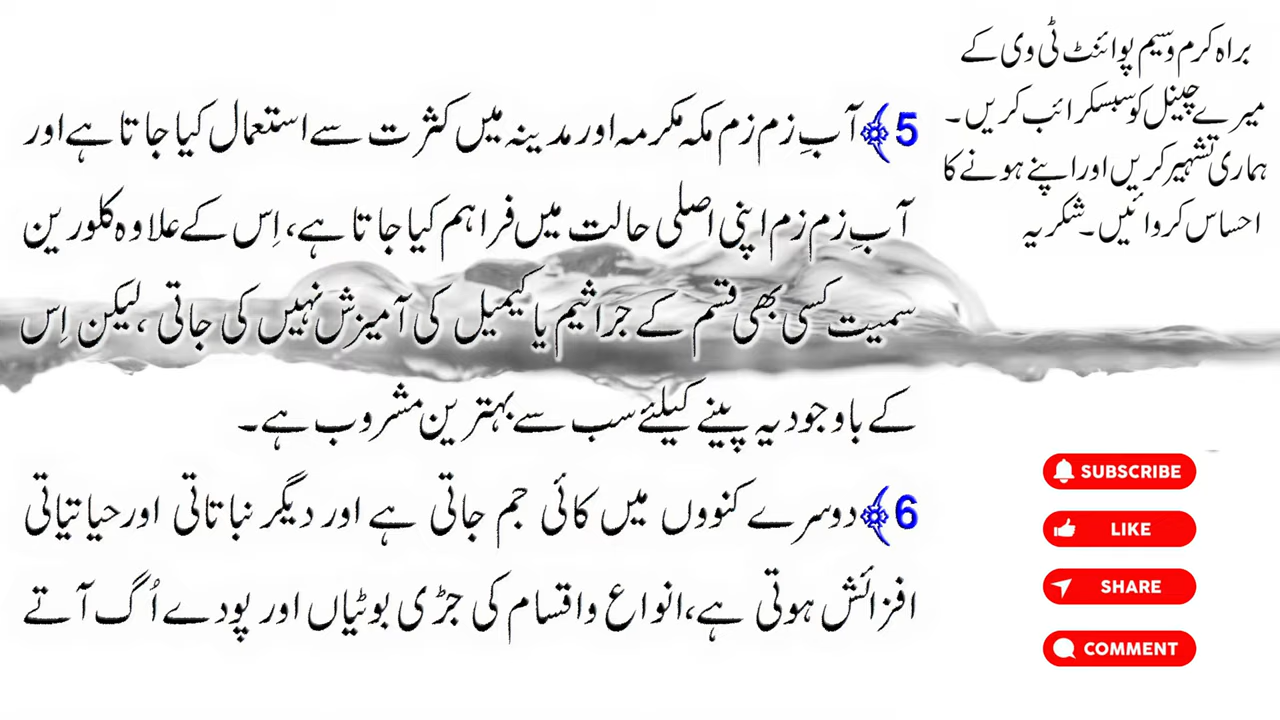 براہ کرم وسیم پوائنٹ ٹی وی کے
میرے چینل کو سبسکرائب کریں۔
ہماری تشہیر کریں اور اپنے ہونے کا
احساس کروائیں۔ شکریہ
5﴾ آبِ زم زم مکہ مکرمہ اور مدینہ میں کثرت سے استعمال کیا جاتا ہے اور
آبِ زم زم اپنی اصلی حالت میں فراہم کیا جاتا ہے، اِس کے علاوہ کلورین
سمیت کسی بھی قسم کے جراثیم یا کیمیل کی آمیزش نہیں کی جاتی ، لیکن اِس
کے باوجود یہ پینے کیلئے سب سے بہترین مشروب ہے۔
6﴾ دوسرے کنووں میں کائی جم جاتی ہے اور دیگر نباتاتی اور حیاتیاتی
افزائش ہوتی ہے، انواع و اقسام کی جڑی بوٹیاں اور پودے اُگ آتے
SUBSCRIBE
LIKE
SHARE
COMMENT